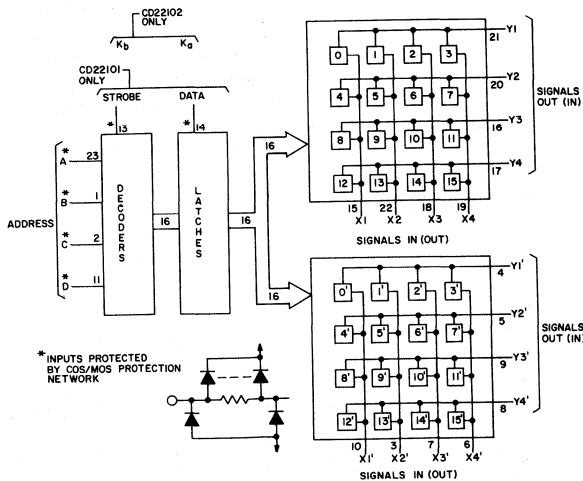 CD22102
ONLY
Kb Ka
CD22101
ONLY
STROBE DATA
* 13 * 14
ADDRESS
* A 23
* B 1
* C 2
* D 11
DECODERS
16
LATCHES
16
16
16
Y1
21
0 1 2 3
Y2
20
4 5 6 7
Y3
16
8 9 10 11
Y4
17
12 13 14 15
15 22 18 19
X1 X2 X3 X4
SIGNALS
OUT (IN)
SIGNALS IN (OUT)
Y1'
4
0' 1' 2' 3'
Y2'
5
4' 5' 6' 7'
Y3'
9
8' 9' 10' 11'
Y4'
8
12' 13' 14' 15'
10 3 7 6
X1' X2' X3' X4'
SIGNALS
OUT (IN)
SIGNALS IN (OUT)
* INPUTS PROTECTED
BY COS/MOS PROTECTION
NETWORK